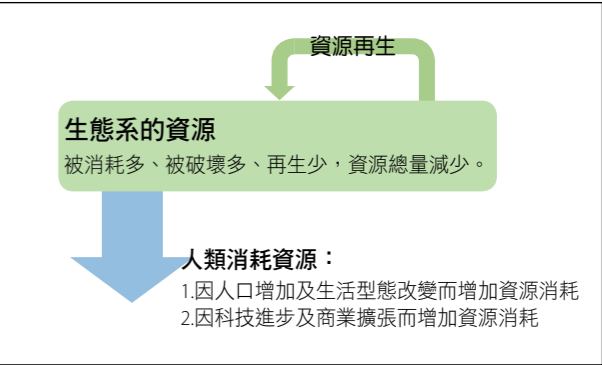 資源再生
生態系的資源
被消耗多、被破壞多、再生少，資源總量減少。
人類消耗資源：
1.因人口增加及生活型態改變而增加資源消耗
2.因科技進步及商業擴張而增加資源消耗